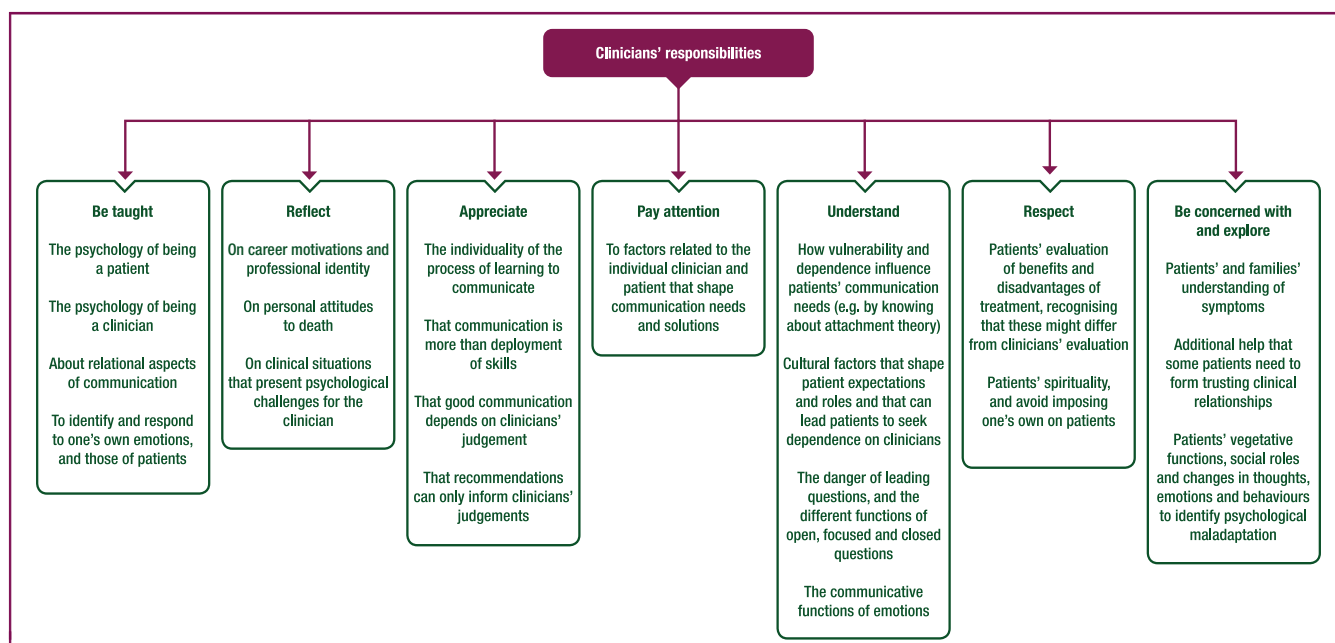 Clinicians' responsibilities
Be taught
The psychology of being
a patient
The psychology of being
a clinician
About relational aspects
of communication
To identify and respond
to one's own emotions,
and those of patients
Reflect
On career motivations and
professional identity
On personal attitudes
to death
On clinical situations
that present psychological
challenges for the
clinician
Appreciate
The individuality of the
process of learning to
communicate
That communication is
more than deployment
of skills
That good communication
depends on clinicians'
judgement
That recommendations
can only inform clinicians'
judgements
Pay attention
To factors related to the
individual clinician and
patient that shape
communication needs
and solutions
Understand
How vulnerability and
dependence influence
patients' communication
needs (e.g. by knowing
about attachment theory)
Cultural factors that shape
patient expectations
and roles and that can
lead patients to seek
dependence on clinicians
The danger of leading
questions, and the
different functions of
open, focused and closed
questions
The communicative
functions of emotions
Respect
Patients' evaluation
of benefits and
disadvantages of
treatment, recognising
that these might differ
from clinicians' evaluation
Patients' spirituality,
and avoid imposing
one's own on patients
Be concerned with
and explore
Patients' and families'
understanding of
symptoms
Additional help that
some patients need to
form trusting clinical
relationships
Patients' vegetative
functions, social roles
and changes in thoughts,
emotions and behaviours
to identify psychological
maladaptation